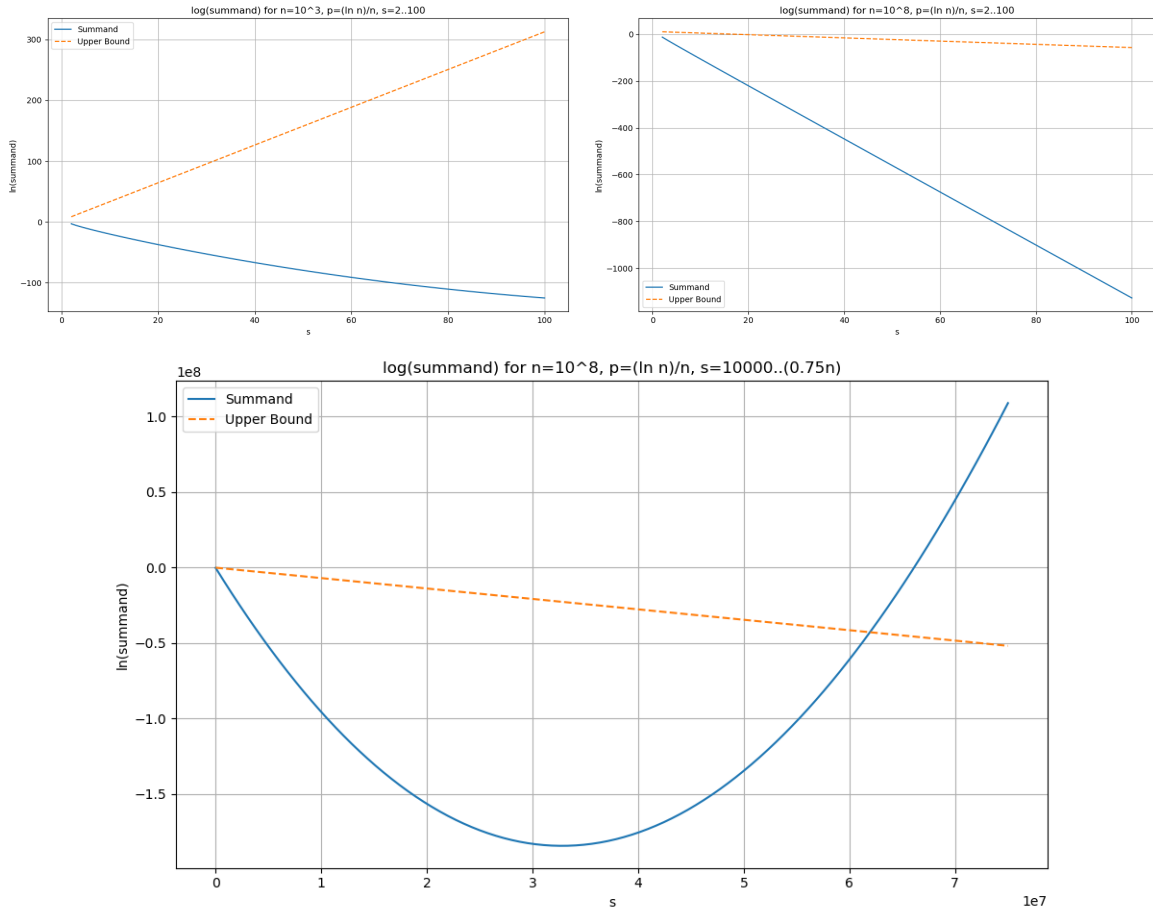 log(summand) for n=10^3, p=(ln n)/n, s=2..100
Summand
Upper Bound
300
200
100
0
−100
ln(summand)
0
20
40
60
80
100
s
log(summand) for n=10^8, p=(ln n)/n, s=2..100
0
−200
−400
−600
−800
−1000
ln(summand)
Summand
Upper Bound
0
20
40
60
80
100
s
log(summand) for n=10^8, p=(ln n)/n, s=10000..(0.75n)
1e8
Summand
Upper Bound
1.0
0.5
0.0
−0.5
−1.0
−1.5
ln(summand)
0
1
2
3
4
5
6
7
1e7
s